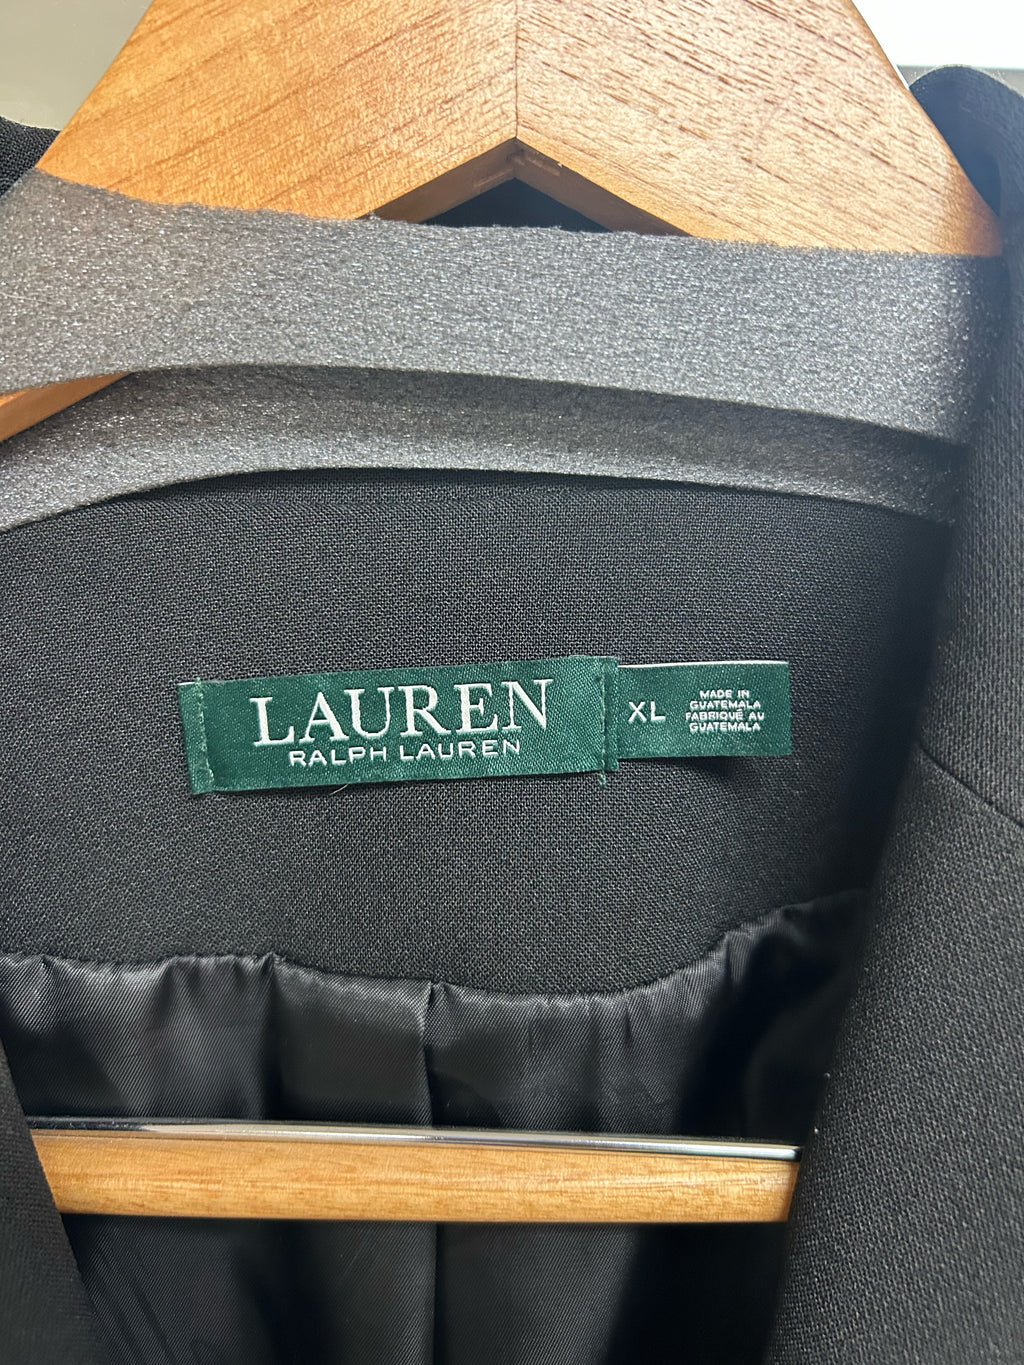 LAUREN
RALPH LAUREN
XL
MADE IN
GUATEMALA
FABRIQUÉ AU
GUATEMALA